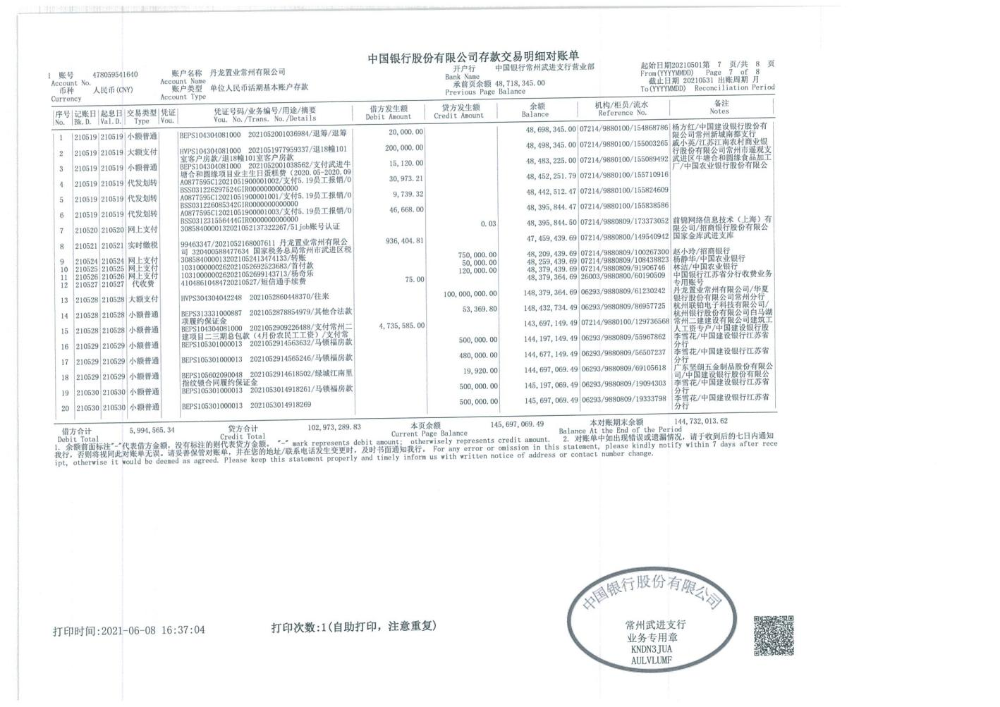 中国银行股份有限公司存款交易明细对账单
1 账号 478059541640 账户名称 丹龙置业常州有限公司 开户行 中国银行常州武进支行营业部 起始日期20210501第 7 页/共 8 页
Account No. Account Name Bank Name From(YYYYMMDD) Page 7 of 8
币种 人民币(CNY) 账户类型 单位人民币活期基本账户存款 承前页余额 48,718,345.00 截止日期 20210531 出账周期 月
Currency Account Type Previous Page Balance To(YYYYMMDD) Reconciliation Period
序号 记账日 起息日 交易类型 凭证 凭证号码/业务编号/用途/摘要 借方发生额 贷方发生额 余额 机构/柜员/流水 备注
No. Bk.D. Val.D. Type Vou. Vou. No./Trans. No./Details Debit Amount Credit Amount Balance Reference No. Notes
1 210519 210519 小额普通 BEPS104304081000 2021052001036984/退筹/退筹 20,000.00 48,698,345.00 07214/9880100/154868786 杨方红/中国建设银行股份有
限公司常州新城南都支行
2 210519 210519 大额支付 HVPS104304081000 2021051977959337/退18幢101 200,000.00 48,498,345.00 07214/9880100/155003265 戚小英/江苏江南农村商业银
室客户房款/退18幢101室客户房款 行股份有限公司常州市遥观支
3 210519 210519 小额普通 BEPS104304081000 2021052001038562/支付武进牛 15,120.00 48,483,225.00 07214/9880100/155089492 武进区牛塘合和圆缘食品加工
塘合和圆缘项目业主生日蛋糕费（2020.05-2020.09 厂/中国农业银行股份有限公
4 210519 210519 代发划转 A0877595C12021051900001002/支付5.19员工报销/0 30,973.21 48,452,251.79 07214/9880100/155710916
BSS031226297524GIR0000000000000
5 210519 210519 代发划转 A0877595C12021051900001001/支付5.19员工报销/0 9,739.32 48,442,512.47 07214/9880100/155824609
BSS031226085342GIR0000000000000
6 210519 210519 代发划转 A0877595C12021051900001003/支付5.19员工报销/0 46,668.00 48,395,844.47 07214/9880100/155838586
BSS031231556444GIR0000000000000
7 210520 210520 网上支付 308584000013​2021052137322267/51job账号认证 0.03 48,395,844.50 07214/9880809/173373052 前锦网络信息技术（上海）有
限公司/招商银行股份有限公
8 210521 210521 实时缴税 99463347/2021052168007611 丹龙置业常州有限公 936,404.81 47,459,439.69 07214/9880800/149540942 国家金库武进支库
司 320400588477634 国家税务总局常州市武进区税
9 210524 210524 网上支付 3085840000132021052413474133/转账 750,000.00 48,209,439.69 07214/9880809/100267300 赵小玲/招商银行
10 210525 210525 网上支付 1031000000262021052692523683/首付款 50,000.00 48,259,439.69 07214/9880809/108438823 杨静华/中国农业银行
11 210526 210526 网上支付 1031000000262021052699143713/杨奇乐 120,000.00 48,379,439.69 07214/9880809/91906746 林洁/中国农业银行
12 210527 210527 代收费 41048610484720210527/短信通手续费 75.00 48,379,364.69 26003/9880800/60190509 中国银行江苏省分行收费业务
专用账号
13 210528 210528 大额支付 HVPS304304042248 2021052860448370/往来 100,000,000.00 148,379,364.69 06293/9880809/61230242 丹龙置业常州有限公司/华夏
银行股份有限公司常州分行
14 210528 210528 小额普通 BEPS313331000887 2021052878854979/其他合法款 53,369.80 148,432,734.49 06293/9880809/86957725 杭州联铂电子科技有限公司/
项履约保证金 杭州银行股份有限公司白马湖
15 210528 210528 小额普通 BEPS104304081000 2021052909226488/支付常州二 4,735,585.00 143,697,149.49 07214/9880100/129736568 常州二建建设有限公司建筑工
建项目二三期总包款（4月份农民工工资）/支付常 人工资专户/中国建设银行股
16 210529 210529 小额普通 BEPS105301000013 2021052914563632/马锁福房款 500,000.00 144,197,149.49 06293/9880809/55967862 李雪花/中国建设银行江苏省
分行
17 210529 210529 小额普通 BEPS105301000013 2021052914565246/马锁福房款 480,000.00 144,677,149.49 06293/9880809/56507237 李雪花/中国建设银行江苏省
分行
18 210529 210529 小额普通 BEPS105602090048 2021052914618502/绿城江南里 19,920.00 144,697,069.49 06293/9880809/69105618 广东坚朗五金制品股份有限公
指纹锁合同履约保证金 司/中国建设银行股份有限公
19 210530 210530 小额普通 BEPS105301000013 2021053014918261/马锁福房款 500,000.00 145,197,069.49 06293/9880809/19094303 李雪花/中国建设银行江苏省
分行
20 210530 210530 小额普通 BEPS105301000013 2021053014918269 500,000.00 145,697,069.49 06293/9880809/19333798 李雪花/中国建设银行江苏省
分行
借方合计 5,994,565.34 贷方合计 102,973,289.83 本页余额 145,697,069.49 本对账期末余额 144,732,013.62
Debit Total Credit Total Current Page Balance Balance At the End of the Period
1. 余额前面标注"-"代表借方金额，没有标注的则代表贷方金额。 "-" mark represents debit amount; otherwisely represents credit amount. 2. 对账单中如出现错误或遗漏情况，请于收到后的七日内通知
我行，否则将视同此对账单无误。请妥善保管对账单，并在您的地址/联系电话发生变更时，及时书面通知我行。 For any error or omission in this statement, please kindly notify within 7 days after rece
ipt, otherwise it would be deemed as agreed. Please keep this statement properly and timely inform us with written notice of address or contact number change.
中国银行股份有限公司
常州武进支行
业务专用章
KNDN3JUA
AULVLUMF
打印时间:2021-06-08 16:37:04 打印次数:1(自助打印，注意重复)